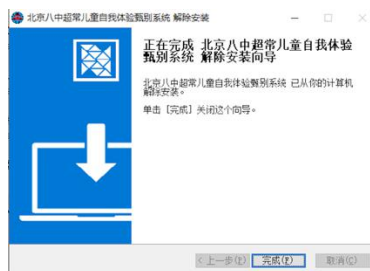 北京八中超常儿童自我体验甄别系统 解除安装
正在完成 北京八中超常儿童自我体验
甄别系统 解除安装向导
北京八中超常儿童自我体验甄别系统 已从你的计算机
解除安装。
单击 [完成] 关闭这个向导。
< 上一步(P) 完成(F) 取消(C)